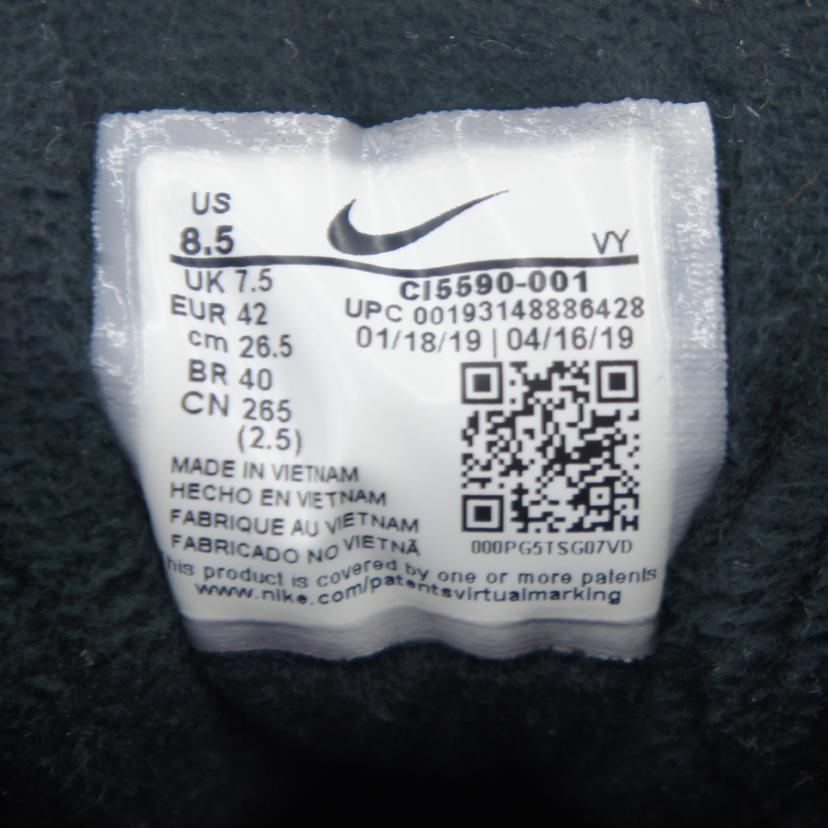 US
8.5
VY
UK 7.5
EUR 42
cm 26.5
BR 40
CN 265
(2.5)
CI5590-001
UPC 00193148886428
01/18/19 | 04/16/19
000PG5TSG07VD
MADE IN VIETNAM
HECHO EN VIETNAM
FABRIQUE AU VIETNAM
FABRICADO NO VIETNÃ
his product is covered by one or more patents
www.nike.com/patentsvirtualmarking